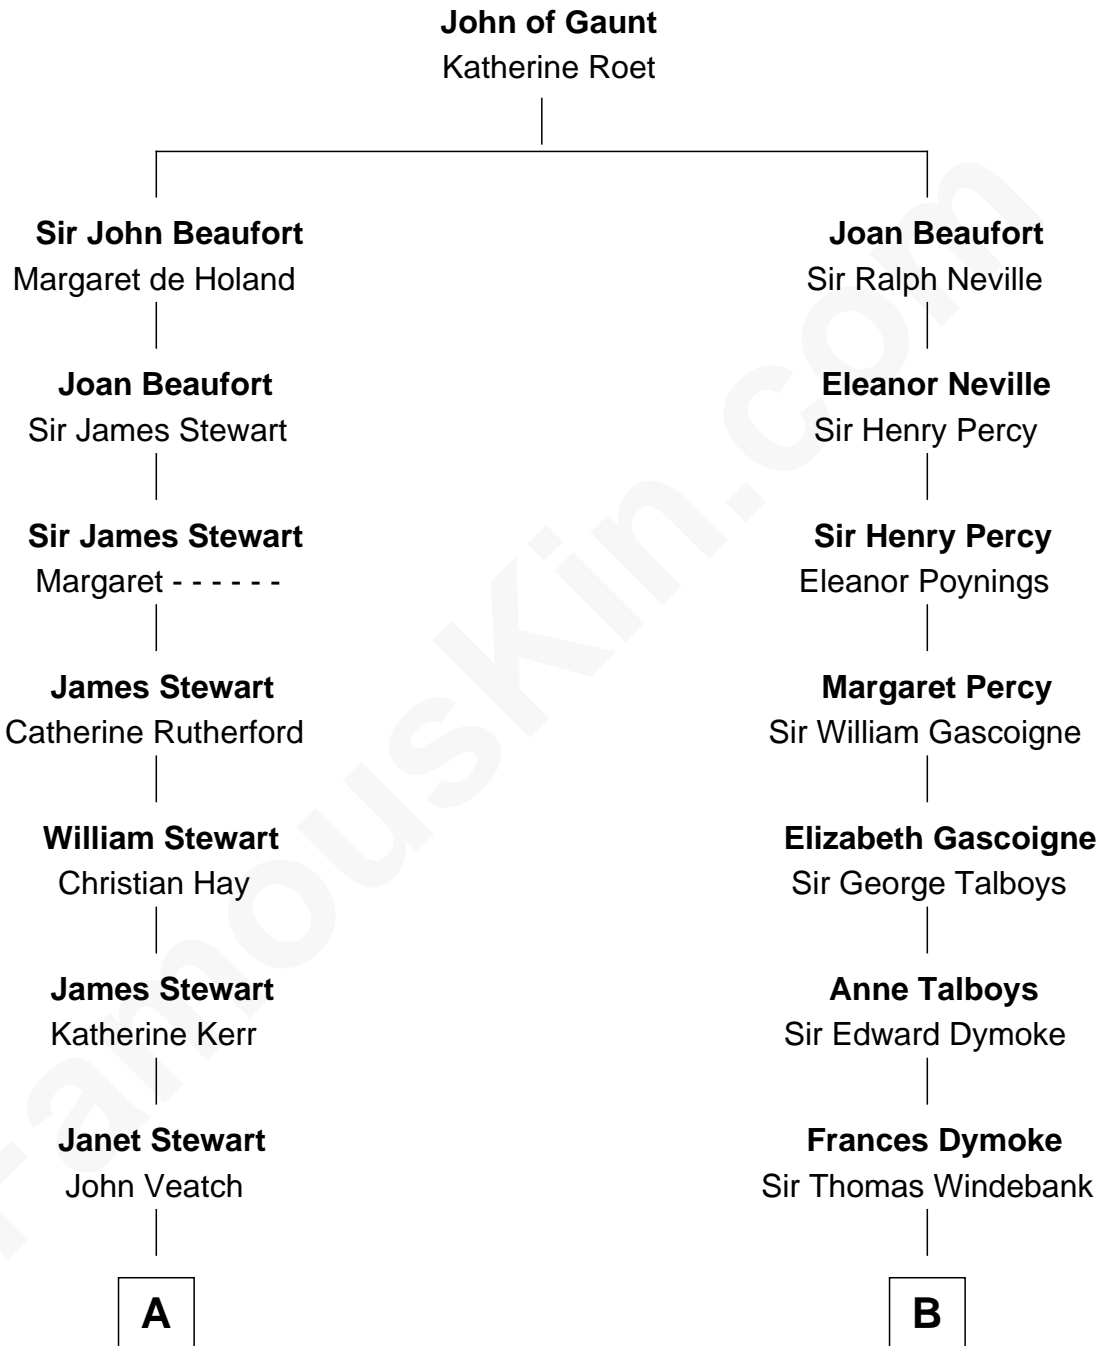 John of Gaunt
Katherine Roet
Sir John Beaufort
Margaret de Holand
Joan Beaufort
Sir James Stewart
Sir James Stewart
Margaret - - - - - -
James Stewart
Catherine Rutherford
William Stewart
Christian Hay
James Stewart
Katherine Kerr
Janet Stewart
John Veatch
A
Joan Beaufort
Sir Ralph Neville
Eleanor Neville
Sir Henry Percy
Sir Henry Percy
Eleanor Poynings
Margaret Percy
Sir William Gascoigne
Elizabeth Gascoigne
Sir George Talboys
Anne Talboys
Sir Edward Dymoke
Frances Dymoke
Sir Thomas Windebank
B
FamousKin.com